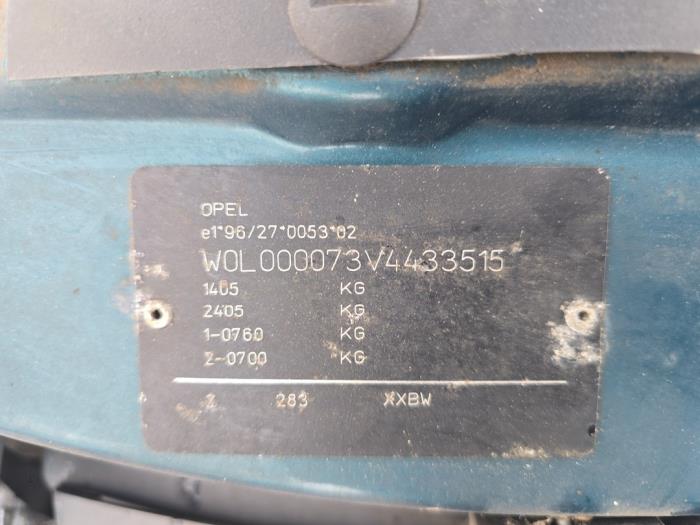 OPEL
e1*96/27*0053*02
W0L000073V4433515
1405 KG
2405 KG
1-0760 KG
2-0700 KG
Z 283 XXBW